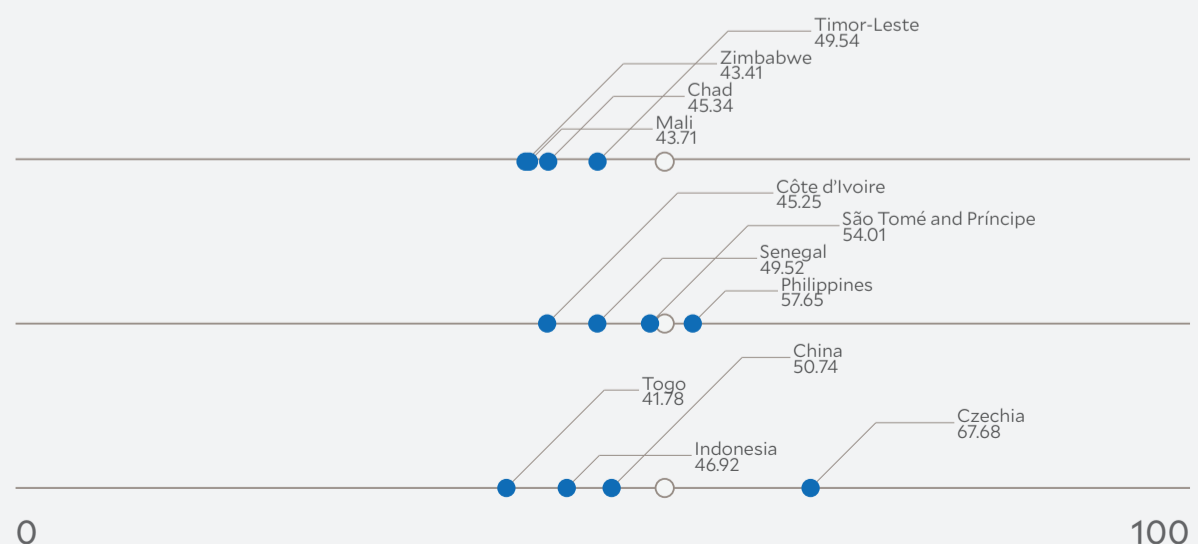 Timor-Leste
49.54
Zimbabwe
43.41
Chad
45.34
Mali
43.71
Côte d’Ivoire
45.25
São Tomé and Príncipe
54.01
Senegal
49.52
Philippines
57.65
China
50.74
Togo
41.78
Czechia
67.68
Indonesia
46.92
0
100